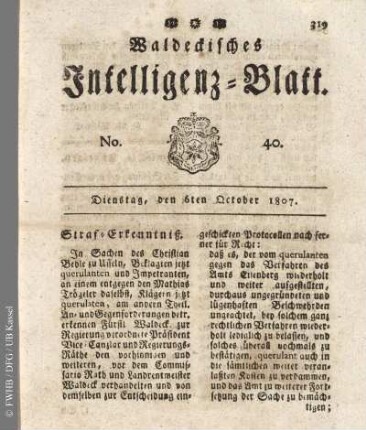 319
Waldeckisches
Intelligenz-Blatt.
No. 40.
Dienstag, den 6ten October 1807.
Straf-Erkenntniß.
In Sachen des Christian
Beyle zu Usseln, Beklagten jetzt
querulanten und Impetranten,
an einem entgegen den Mathias
Trözeler daselbst, Klägern jetzt
querulaten, am andern Theil,
An- und Gegenforderungen betr.
erkennen Fürstl. Waldeck. zur
Regierung verordnete Präsident
Vice-Canzlar und Regierungs-
Räthe den vorhinnigen und
weiteren, vor dem Commis-
sario Rath und Landrentmeister
Waldeck verhandelten und von
demselben zur Entscheidung ein-
geschickten Protocollen nach fer-
ner für Recht:
daß es, der vom querulanten
gegen das Verfahren des
Amts Eisenberg wiederholt
und weiter aufgestellten,
durchaus ungegründeten und
lügenhaften Beschwehrden
ungeachtet, bey solchem ganz
rechtlichen Verfahren wieder-
holt lediglich zu belassen, und
solches überall nochmals zu
bestätigen, querulant auch in
die sämtlichen weiter veran-
laßten Kosten zu verdammen,
und das Amt zu weiterer Fort-
setzung der Sache zu bemäch-
tigen;
© FWHB / DFG / UB Kassel